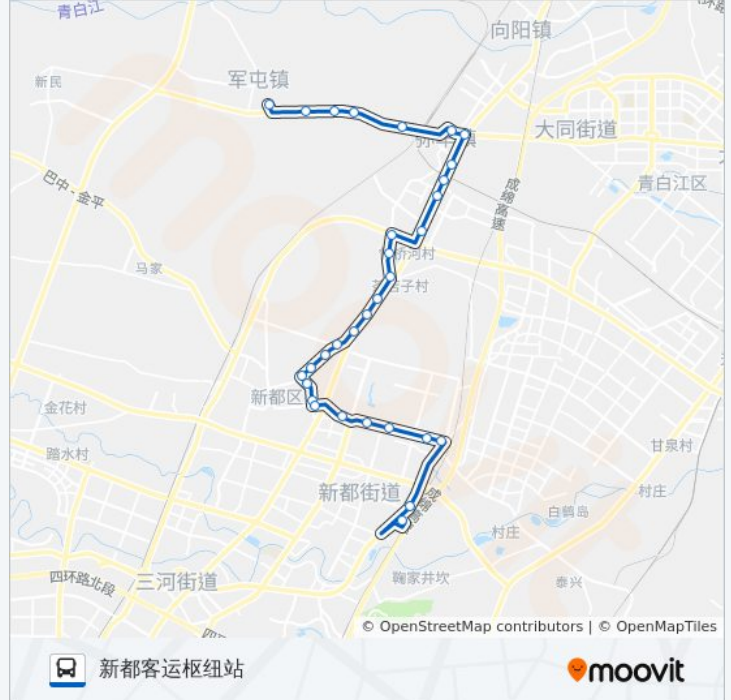 青白江
向阳镇
军屯镇
新民
大同街道
巴中 - 金平
成绵高速
青白江区
马家
新都区
金花村
踏水村
甘泉村
新都街道
村庄
白鹤岛
村庄
四环路北段
三河街道
鞠家井坎
泰兴
© OpenStreetMap contributors | © OpenMapTiles
新都客运枢纽站
moovit